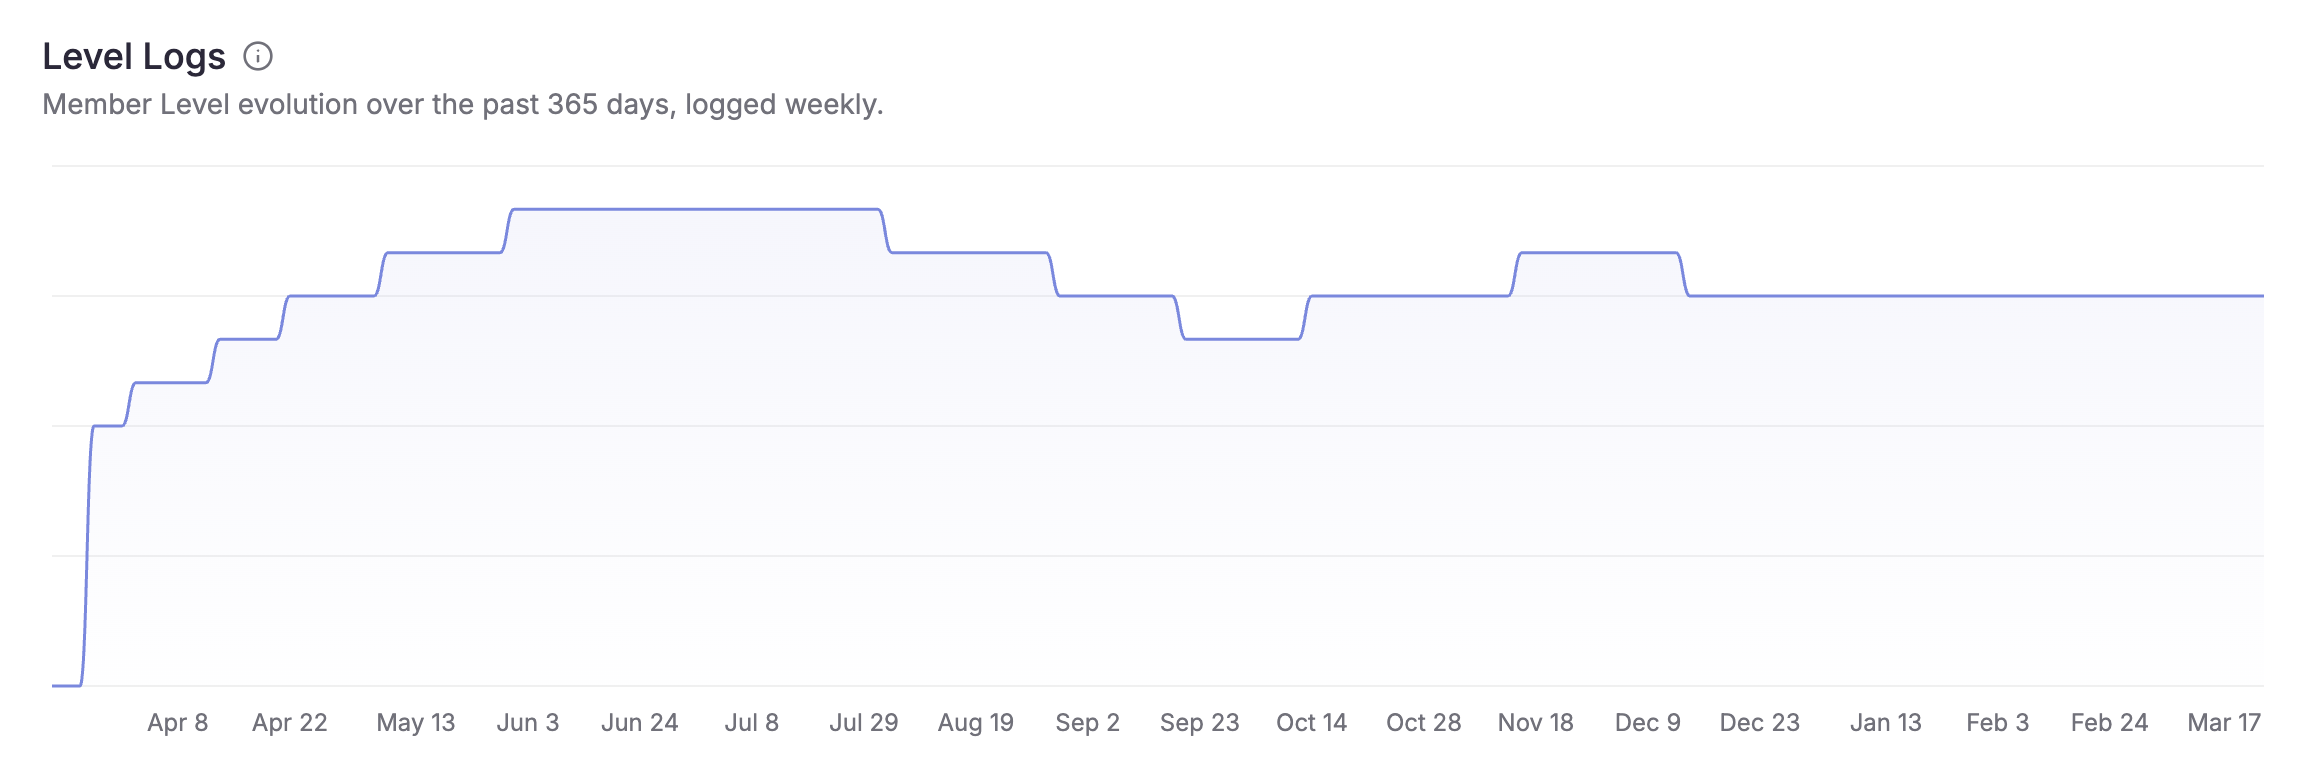 Level Logs
Member Level evolution over the past 365 days, logged weekly.
Apr 8 Apr 22 May 13 Jun 3 Jun 24 Jul 8 Jul 29 Aug 19 Sep 2 Sep 23 Oct 14 Oct 28 Nov 18 Dec 9 Dec 23 Jan 13 Feb 3 Feb 24 Mar 17